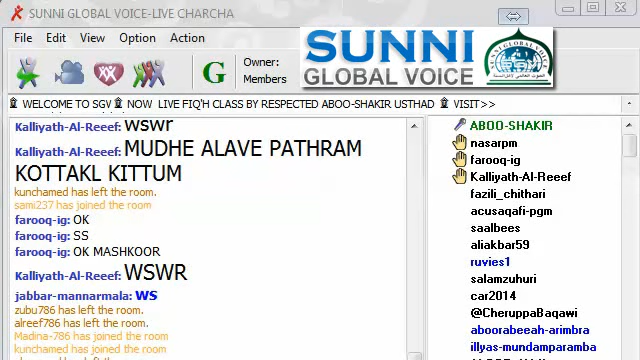 SUNNI GLOBAL VOICE-LIVE CHARCHA
File Edit View Option Action
SUNNI
GLOBAL VOICE
SUNNI GLOBAL VOICE
G Owner:
Members
WELCOME TO SGV NOW LIVE FIQ'H CLASS BY RESPECTED ABOO-SHAKIR USTHAD VISIT>>
Kalliyath-Al-Reeef: wswr
Kalliyath-Al-Reeef: MUDHE ALAVE PATHRAM
KOTTAKL KITTUM
kunchamed has left the room.
sami237 has joined the room
farooq-ig: OK
farooq-ig: SS
farooq-ig: OK MASHKOOR
Kalliyath-Al-Reeef: WSWR
jabbar-mannarmala: ws
zubu786 has left the room.
alreef786 has left the room.
Madina-786 has joined the room
kunchamed has joined the room
ABOO-SHAKIR
nasarpm
farooq-ig
Kalliyath-Al-Reeef
fazili_chithari
acusaqafi-pgm
saalbees
aliakbar59
ruvies1
salamzuhuri
car2014
@CheruppaBaqawi
aboorabeeah-arimbra
illyas-mundamparamba